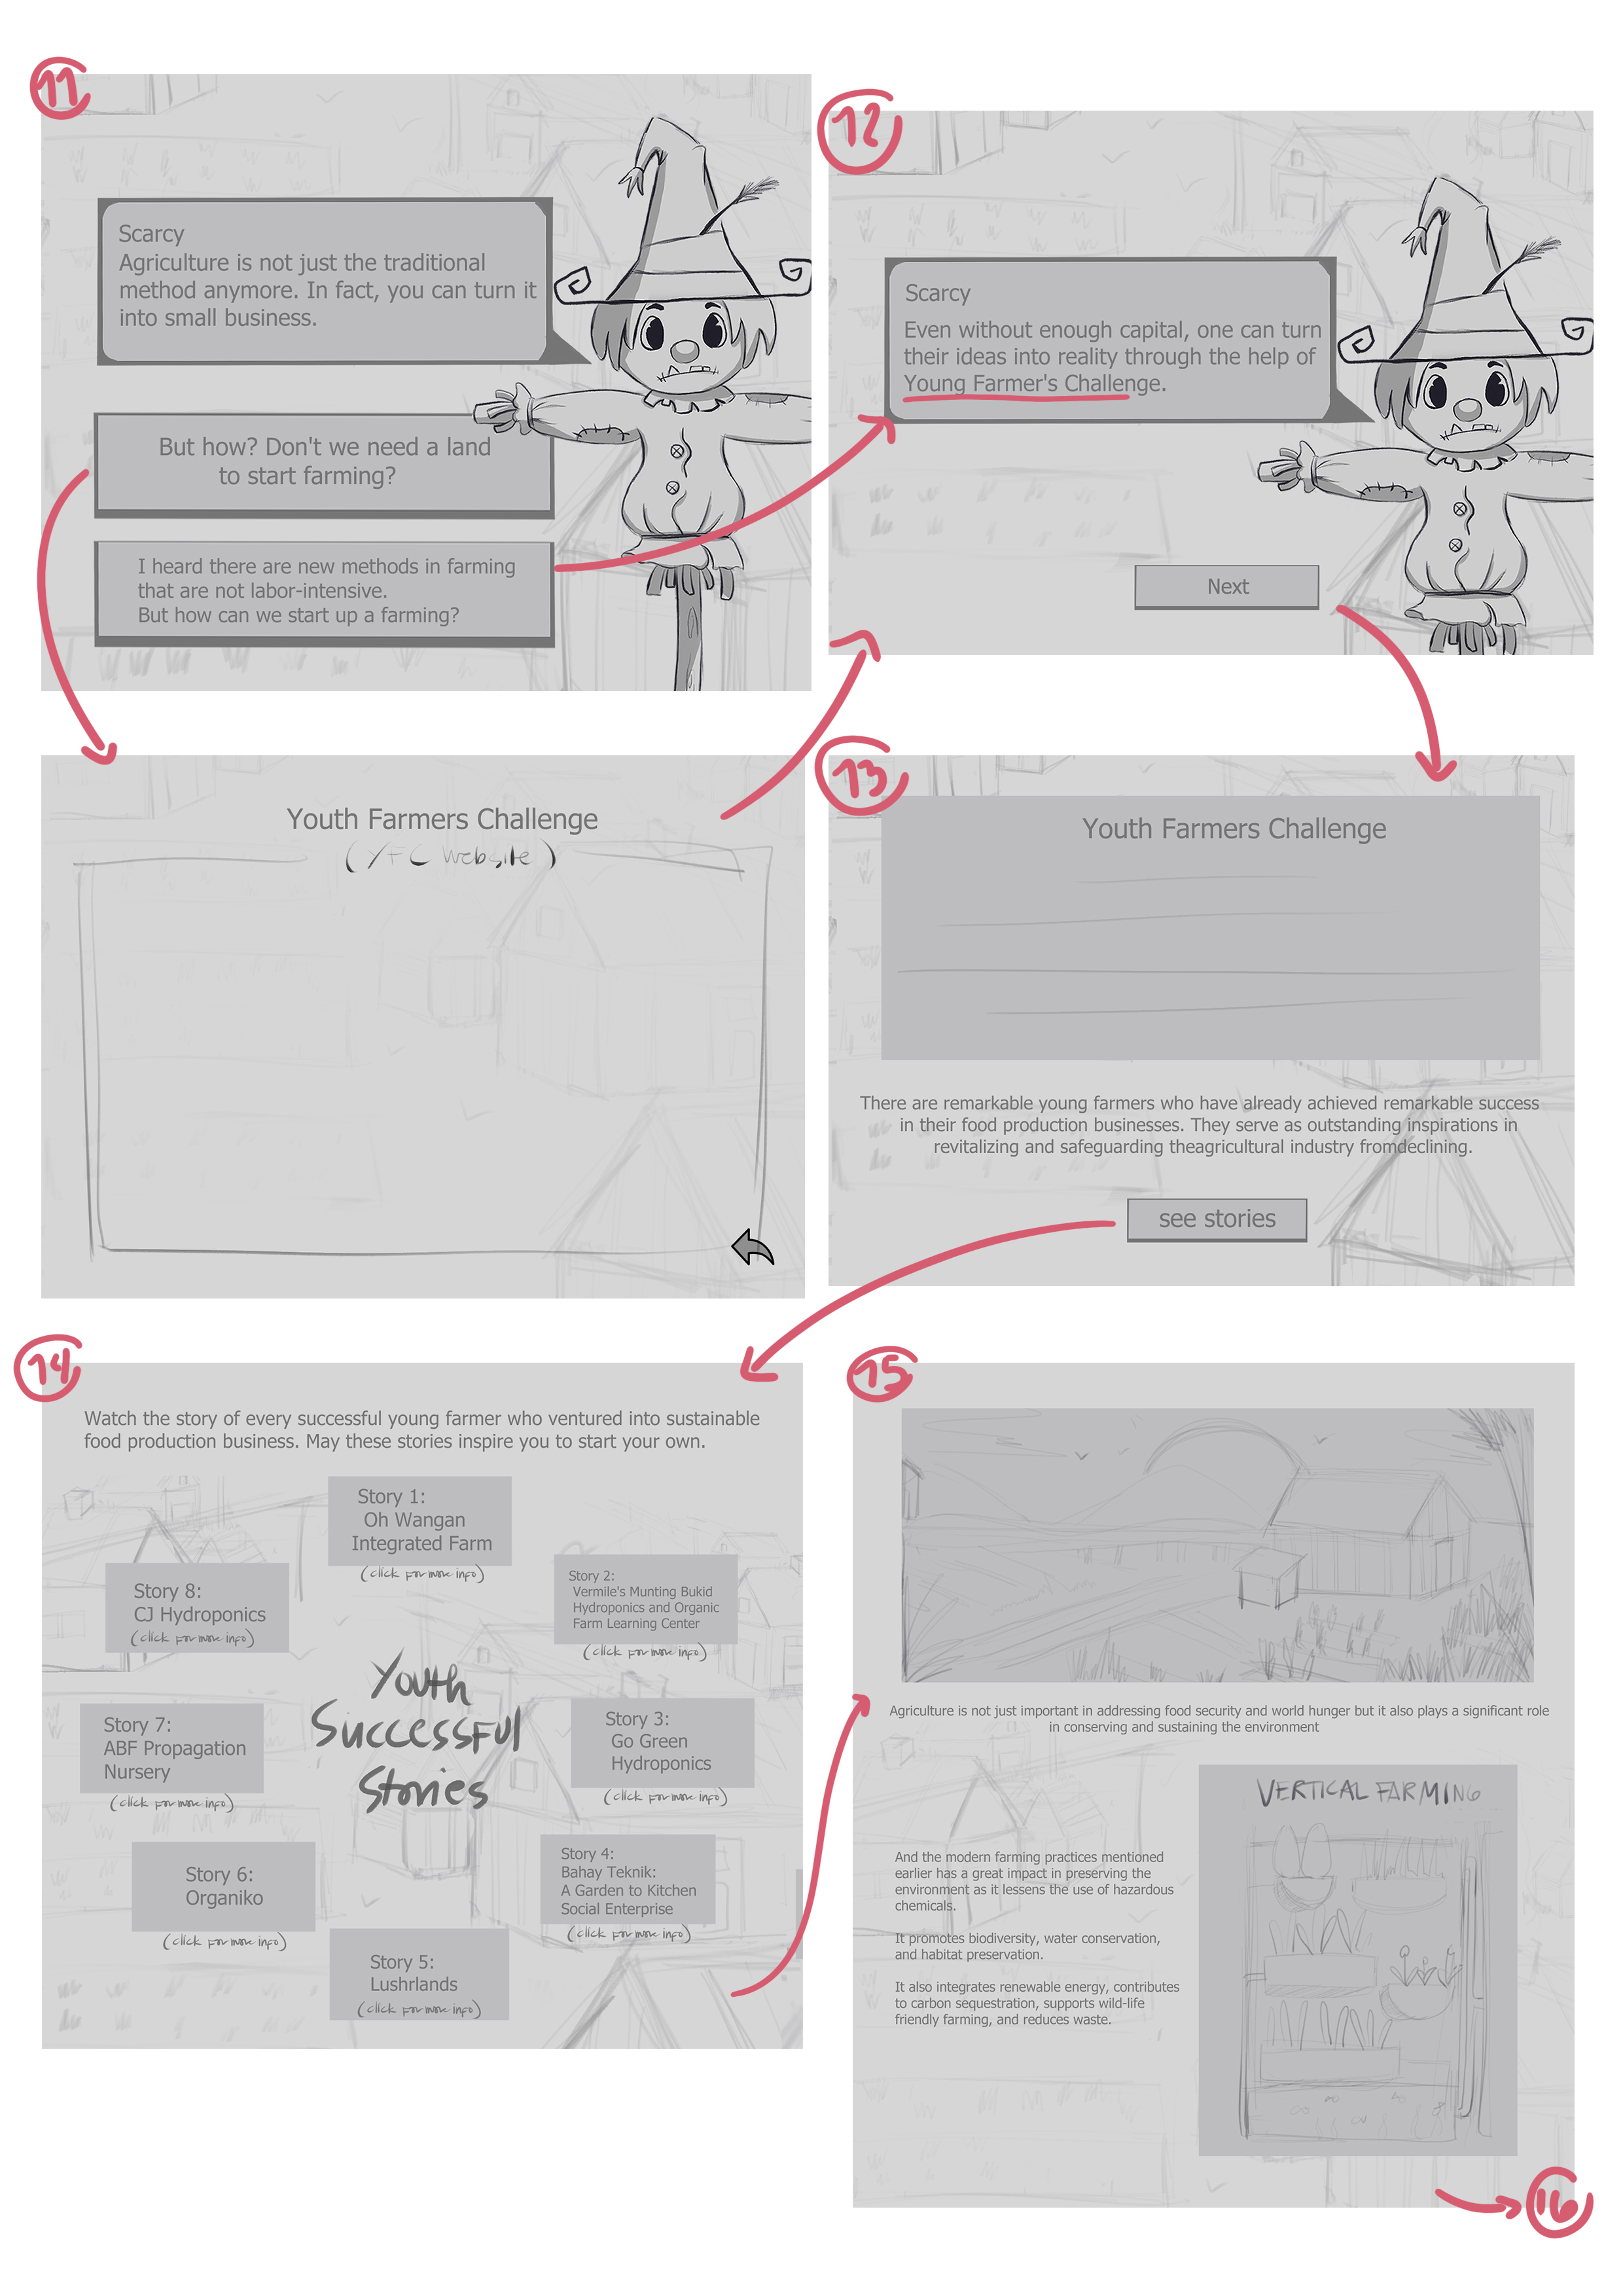 11
Scarcy
Agriculture is not just the traditional
method anymore. In fact, you can turn it
into small business.
But how? Don't we need a land
to start farming?
I heard there are new methods in farming
that are not labor-intensive.
But how can we start up a farming?
12
Scarcy
Even without enough capital, one can turn
their ideas into reality through the help of
Young Farmer's Challenge.
Next
Youth Farmers Challenge
(YFC website)
13
Youth Farmers Challenge
There are remarkable young farmers who have already achieved remarkable success
in their food production businesses. They serve as outstanding inspirations in
revitalizing and safeguarding theagricultural industry fromdeclining.
see stories
14
Watch the story of every successful young farmer who ventured into sustainable
food production business. May these stories inspire you to start your own.
Youth
Successful
Stories
Story 1:
Oh Wangan
Integrated Farm
(click for more info)
Story 2:
Vermile's Munting Bukid
Hydroponics and Organic
Farm Learning Center
(click for more info)
Story 3:
Go Green
Hydroponics
(click for more info)
Story 4:
Bahay Teknik:
A Garden to Kitchen
Social Enterprise
(click for more info)
Story 5:
Lushrlands
(click for more info)
Story 6:
Organiko
(click for more info)
Story 7:
ABF Propagation
Nursery
(click for more info)
Story 8:
CJ Hydroponics
(click for more info)
15
Agriculture is not just important in addressing food security and world hunger but it also plays a significant role
in conserving and sustaining the environment
VERTICAL FARMING
And the modern farming practices mentioned
earlier has a great impact in preserving the
environment as it lessens the use of hazardous
chemicals.
It promotes biodiversity, water conservation,
and habitat preservation.
It also integrates renewable energy, contributes
to carbon sequestration, supports wild-life
friendly farming, and reduces waste.
16